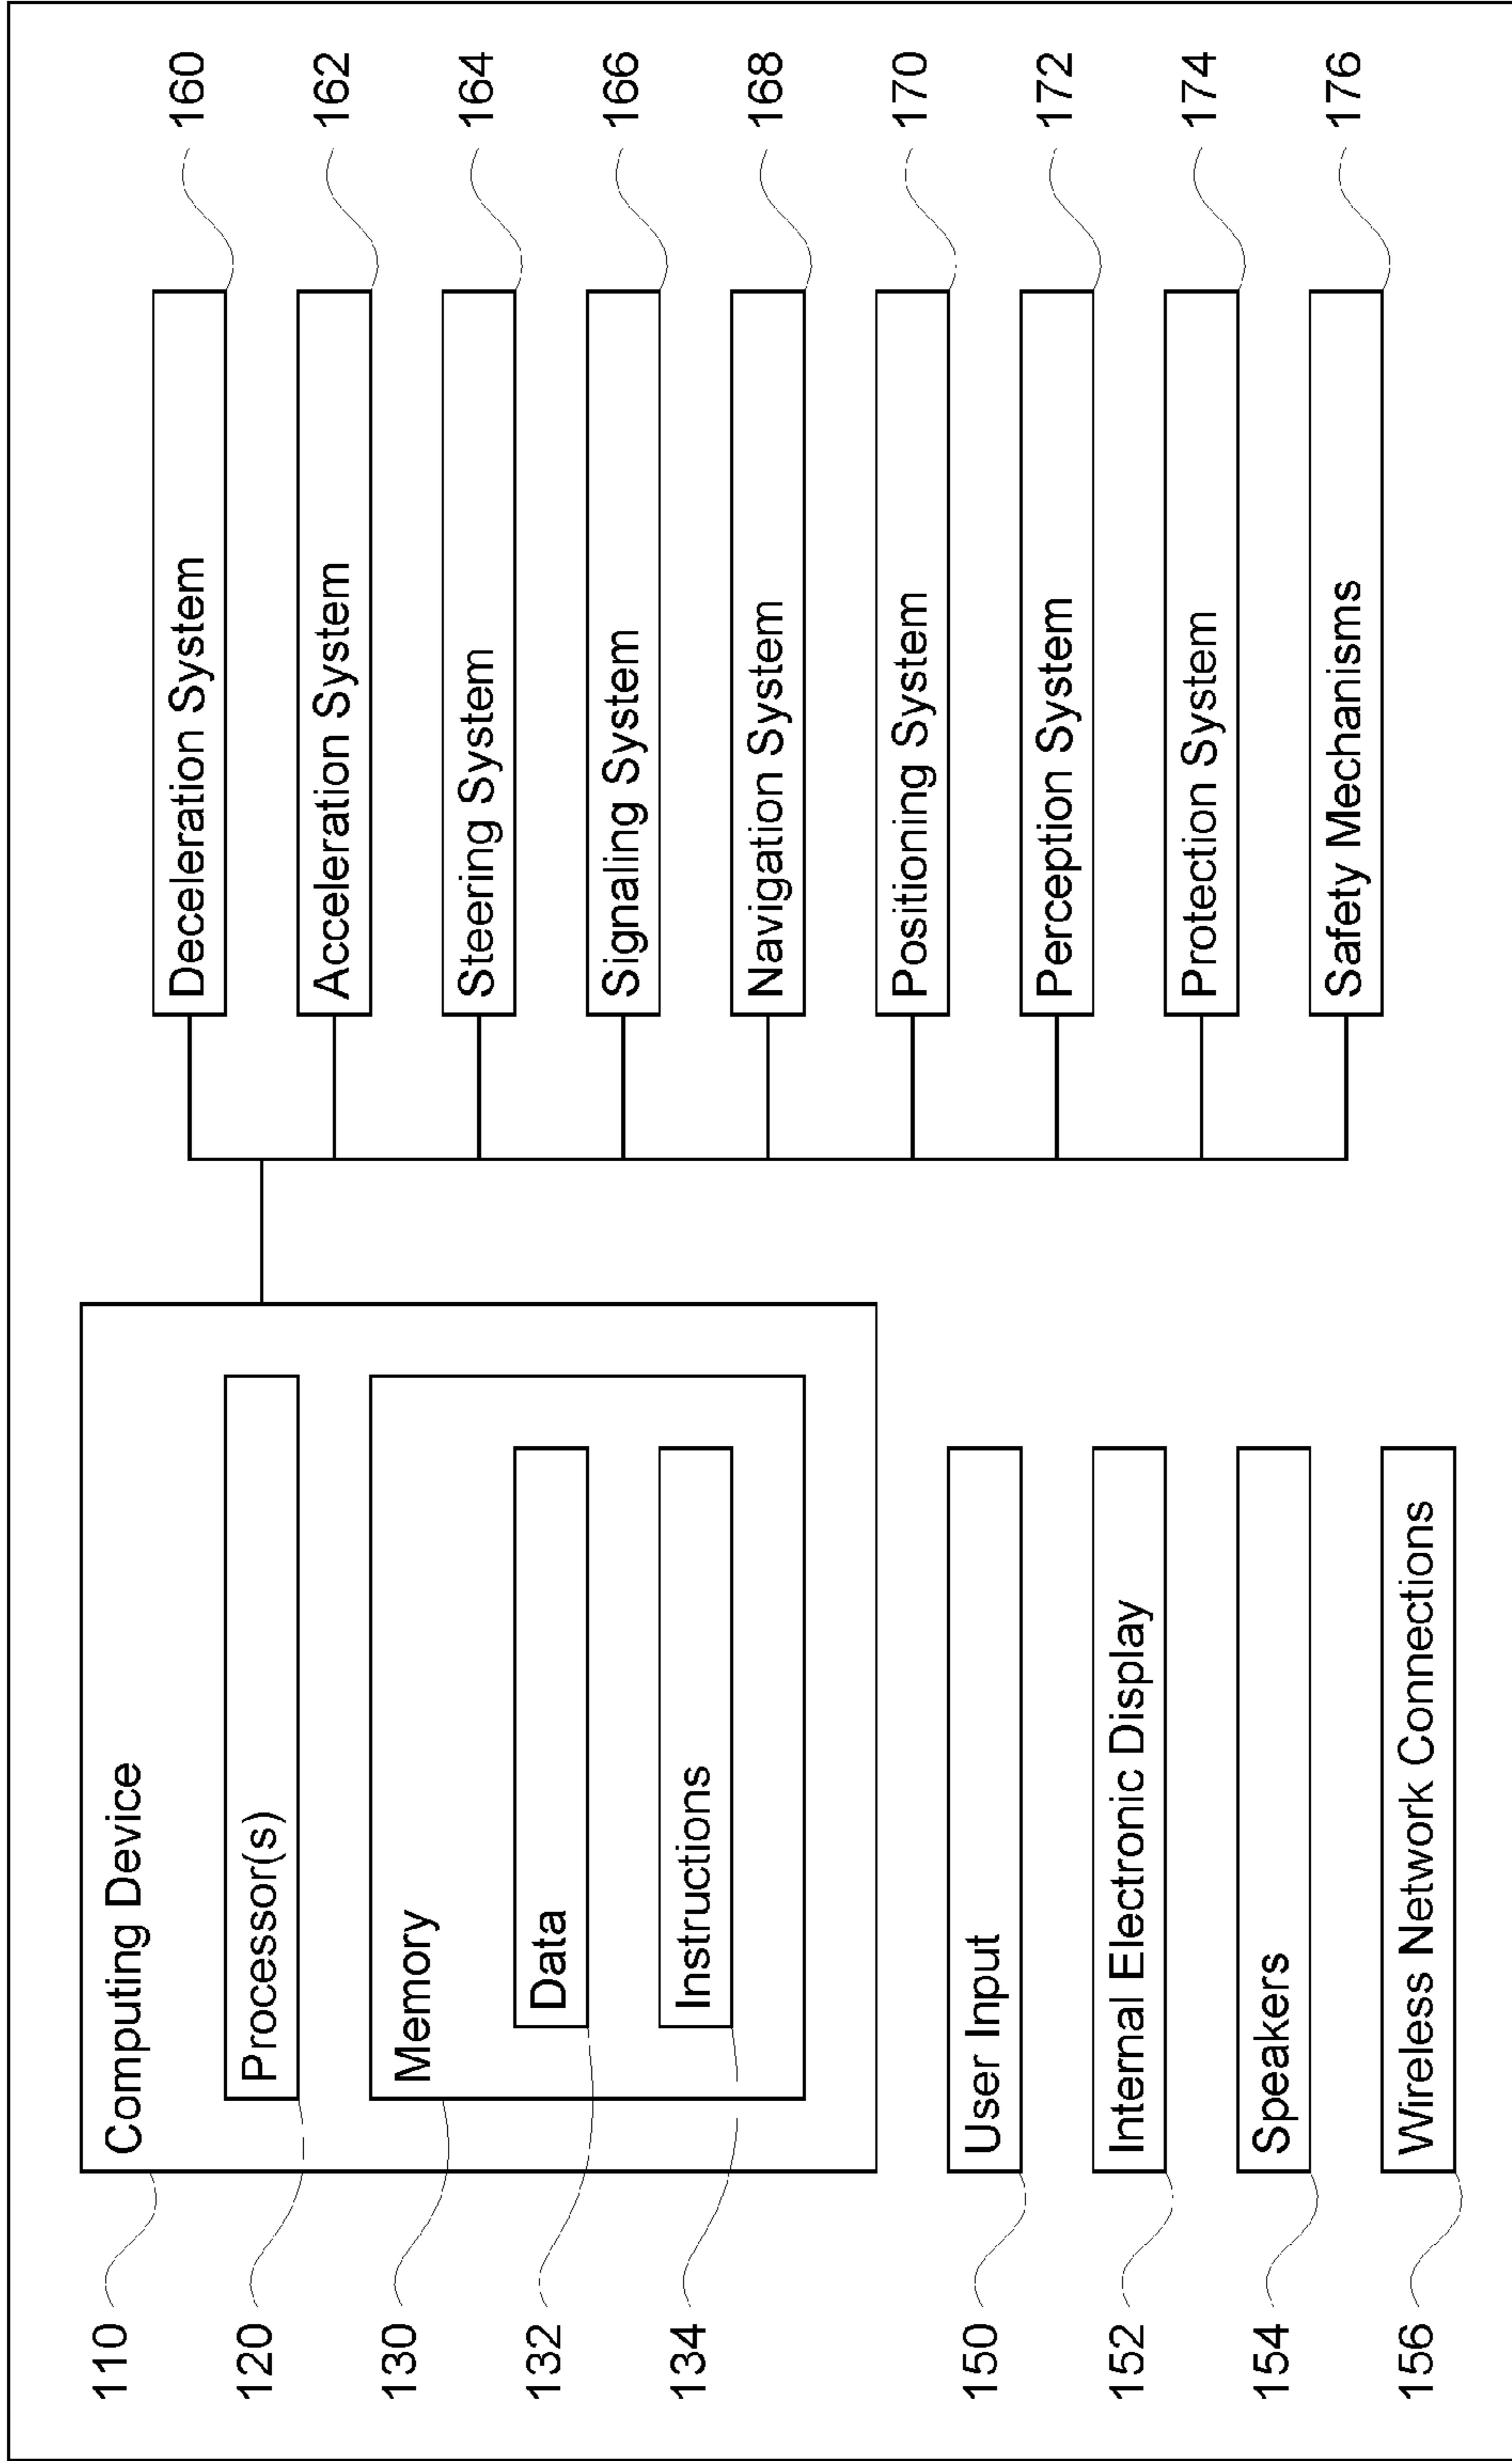 110
Computing Device
120
Processor(s)
130
Memory
132
Data
134
Instructions
150
User Input
152
Internal Electronic Display
154
Speakers
156
Wireless Network Connections
Deceleration System
160
Acceleration System
162
Steering System
164
Signaling System
166
Navigation System
168
Positioning System
170
Perception System
172
Protection System
174
Safety Mechanisms
176